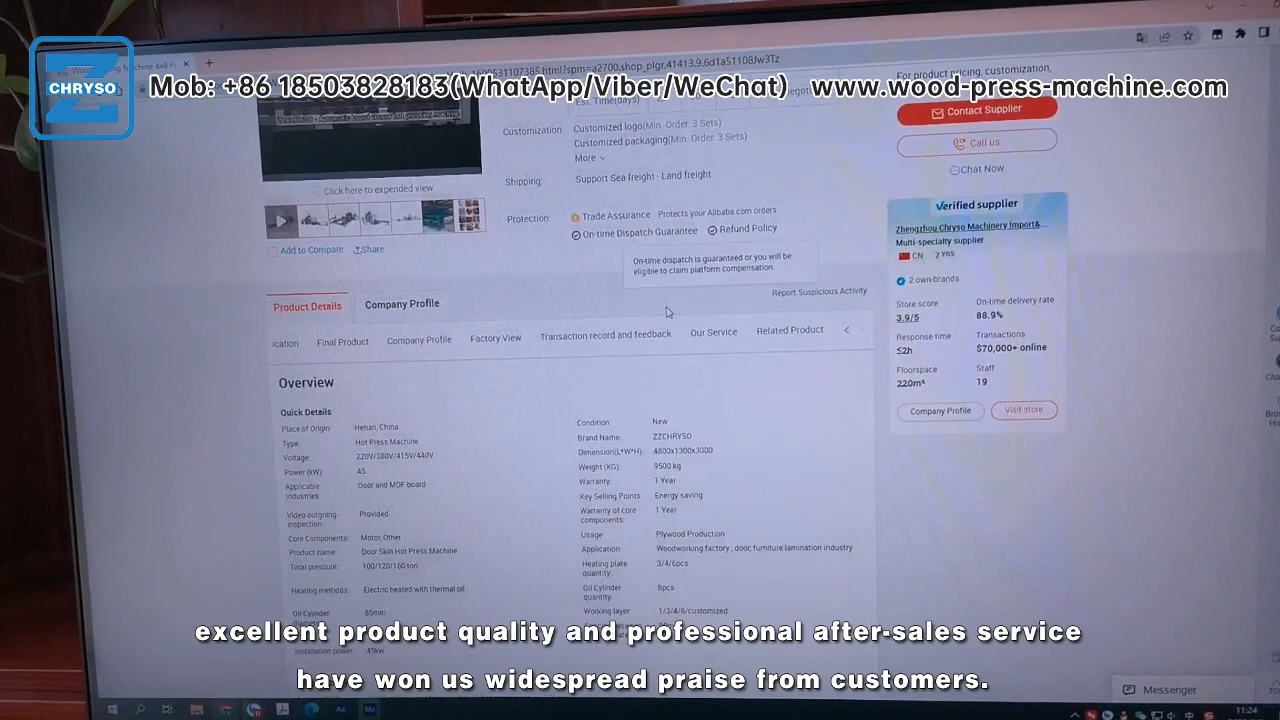 CHRYSO
Mob: +86 18503828183(WhatsApp/Viber/WeChat) www.wood-press-machine.com
For product pricing, customization,
Contact Supplier
Call us
Chat Now
Customization:
Customized logo(Min. Order: 3 Sets)
Customized packaging(Min. Order: 3 Sets)
More
Shipping:
Support Sea freight · Land freight
Click here to expended view
Protection:
Trade Assurance Protects your Alibaba.com orders
On-time Dispatch Guarantee
Refund Policy
Add to Compare
Share
On-time dispatch is guaranteed or you will be
eligible to claim platform compensation.
Report Suspicious Activity
Verified supplier
Zhengzhou Chryso Machinery Import&...
Multi-specialty supplier
CN 7 YRS
2 own-brands
Store score
3.9/5
On-time delivery rate
88.9%
Response time
≤2h
Transactions
$70,000+ online
Floorspace
220m²
Staff
19
Company Profile
Visit store
Product Details
Company Profile
ication
Final Product
Company Profile
Factory View
Transaction record and feedback
Our Service
Related Product
Overview
Quick Details
Place of Origin: Henan, China
Type: Hot Press Machine
Voltage: 220V/380V/415V/440V
Power (kW): 45
Applicable
industries:
Door and MDF board
Video outgoing-
inspection:
Provided
Core Components: Motor, Other
Product name: Door Skin Hot Press Machine
Total pressure: 100/120/160 ton
Heating methods: Electric heated with thermal oil
Oil Cylinder
85mm
Installation power: 45kw
Condition: New
Brand Name: ZZCHRYSO
Dimension(L*W*H): 4800x1300x3000
Weight (KG): 9500 kg
Warranty: 1 Year
Key Selling Points: Energy saving
Warranty of core
components:
1 Year
Usage: Plywood Production
Application: Woodworking factory , door, furniture lamination industry
Heating plate
quantity:
3/4/6pcs
Oil Cylinder
quantity:
8pcs
Working layer: 1/3/4/6/customized
excellent product quality and professional after-sales service
have won us widespread praise from customers.
Messenger
11:24